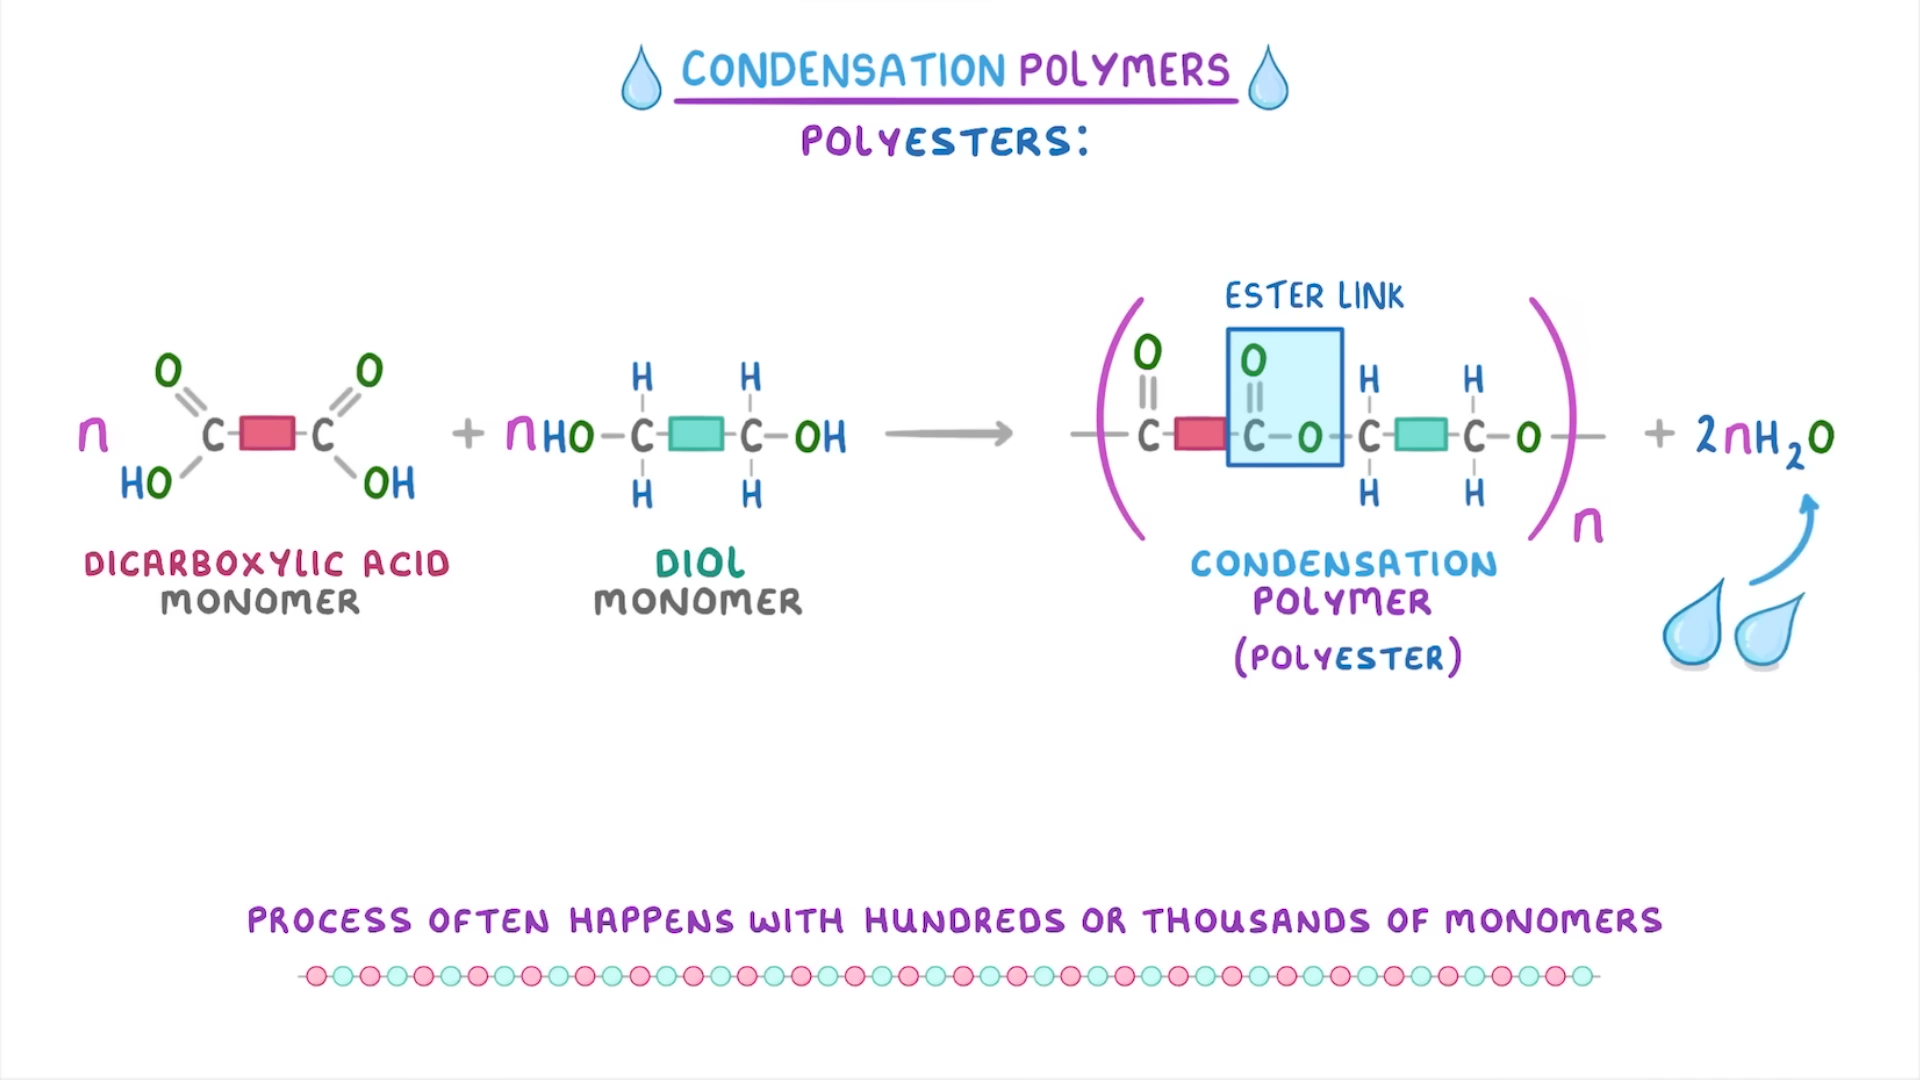 CONDENSATION POLYMERS
POLYESTERS:
ESTER LINK
O O H H O O H H
n C C + n HO C C OH C C O C C O + 2nH₂O
HO OH H H H H n
DICARBOXYLIC ACID DIOL CONDENSATION
MONOMER MONOMER POLYMER
(POLYESTER)
PROCESS OFTEN HAPPENS WITH HUNDREDS OR THOUSANDS OF MONOMERS